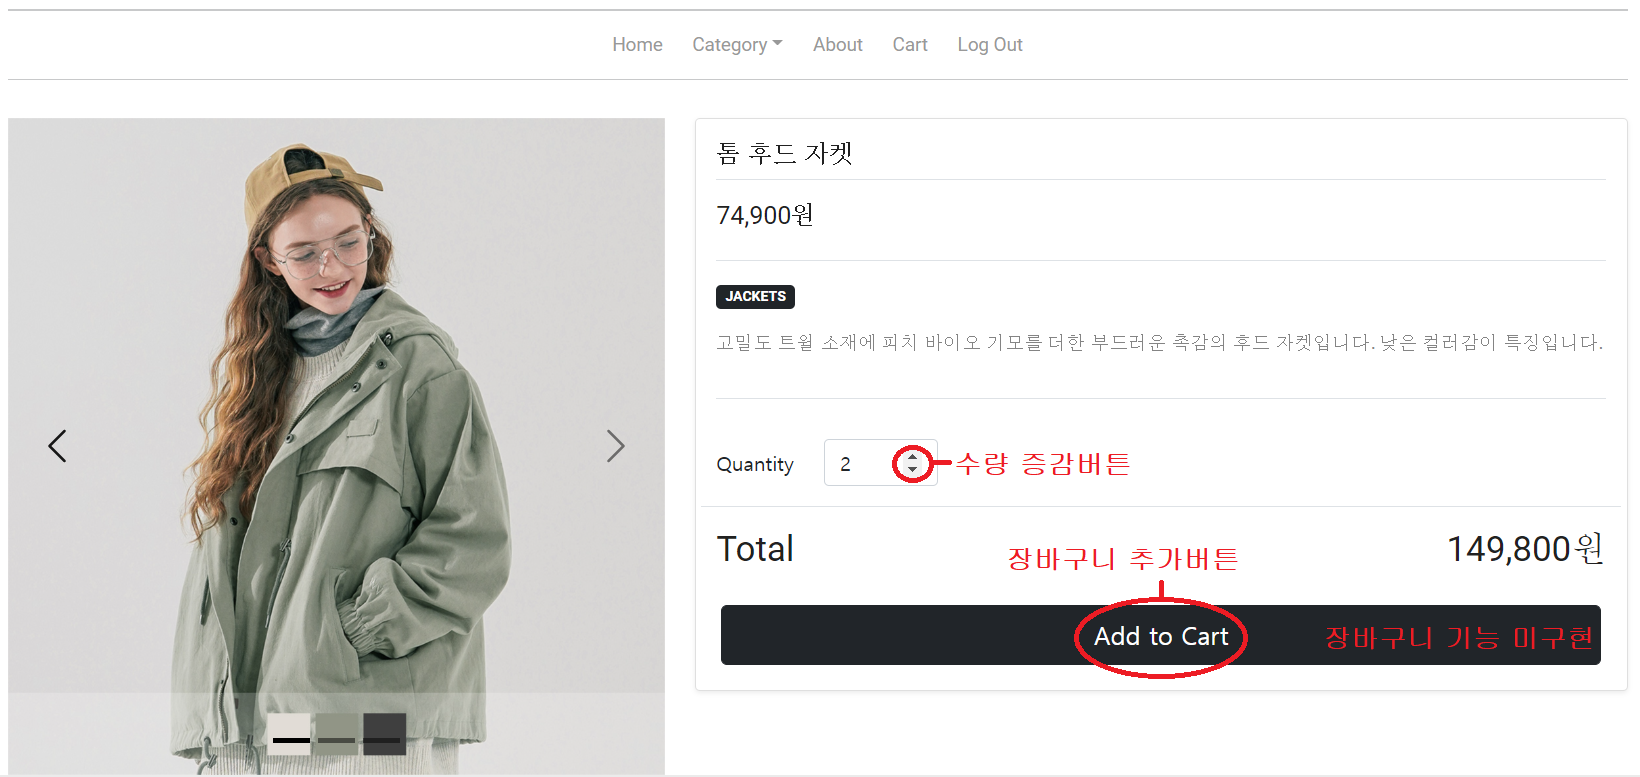 Home Category About Cart Log Out
톰 후드 자켓
74,900원
JACKETS
고밀도 트윌 소재에 피치 바이오 기모를 더한 부드러운 촉감의 후드 자켓입니다. 낮은 컬러감이 특징입니다.
Quantity 2 수량 증감버튼
Total 149,800원
장바구니 추가버튼
Add to Cart 장바구니 기능 미구현